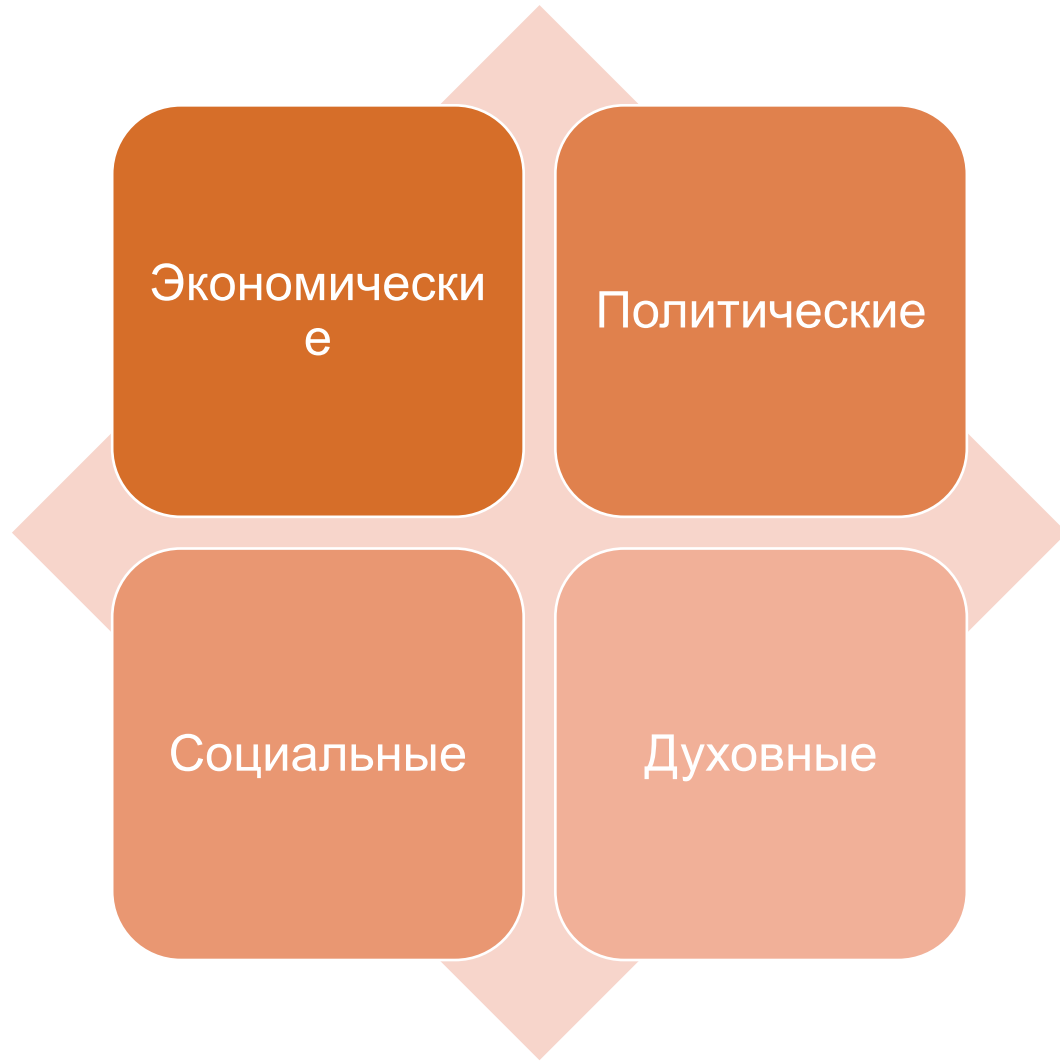 Экономически
е
Политические
Социальные
Духовные